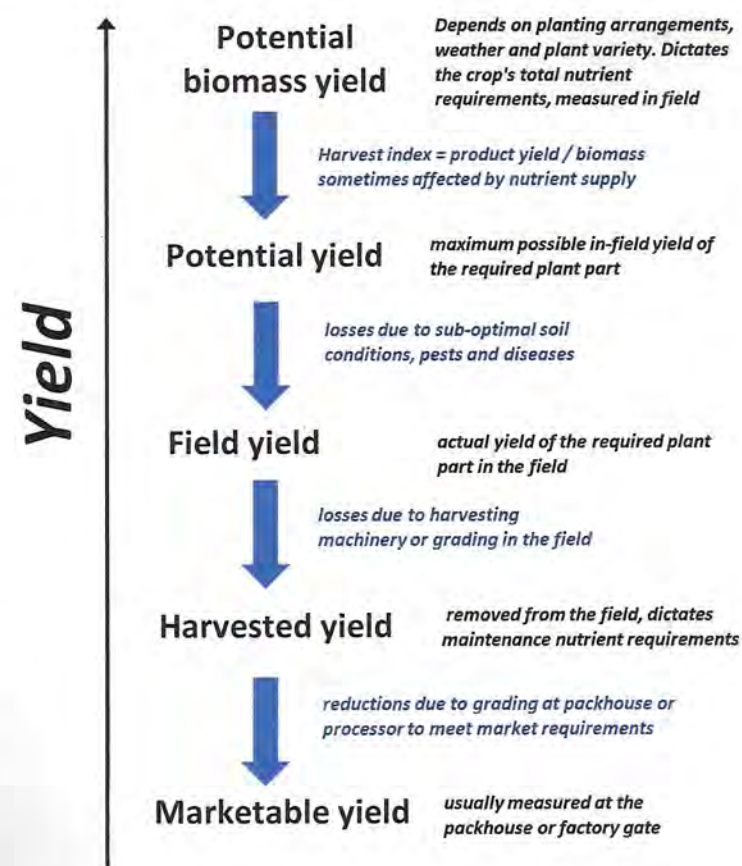 Yield
Potential
biomass yield
Depends on planting arrangements,
weather and plant variety. Dictates
the crop's total nutrient
requirements, measured in field
Harvest index = product yield / biomass
sometimes affected by nutrient supply
Potential yield
maximum possible in-field yield of
the required plant part
losses due to sub-optimal soil
conditions, pests and diseases
Field yield
actual yield of the required plant
part in the field
losses due to harvesting
machinery or grading in the field
Harvested yield
removed from the field, dictates
maintenance nutrient requirements
reductions due to grading at packhouse or
processor to meet market requirements
Marketable yield
usually measured at the
packhouse or factory gate